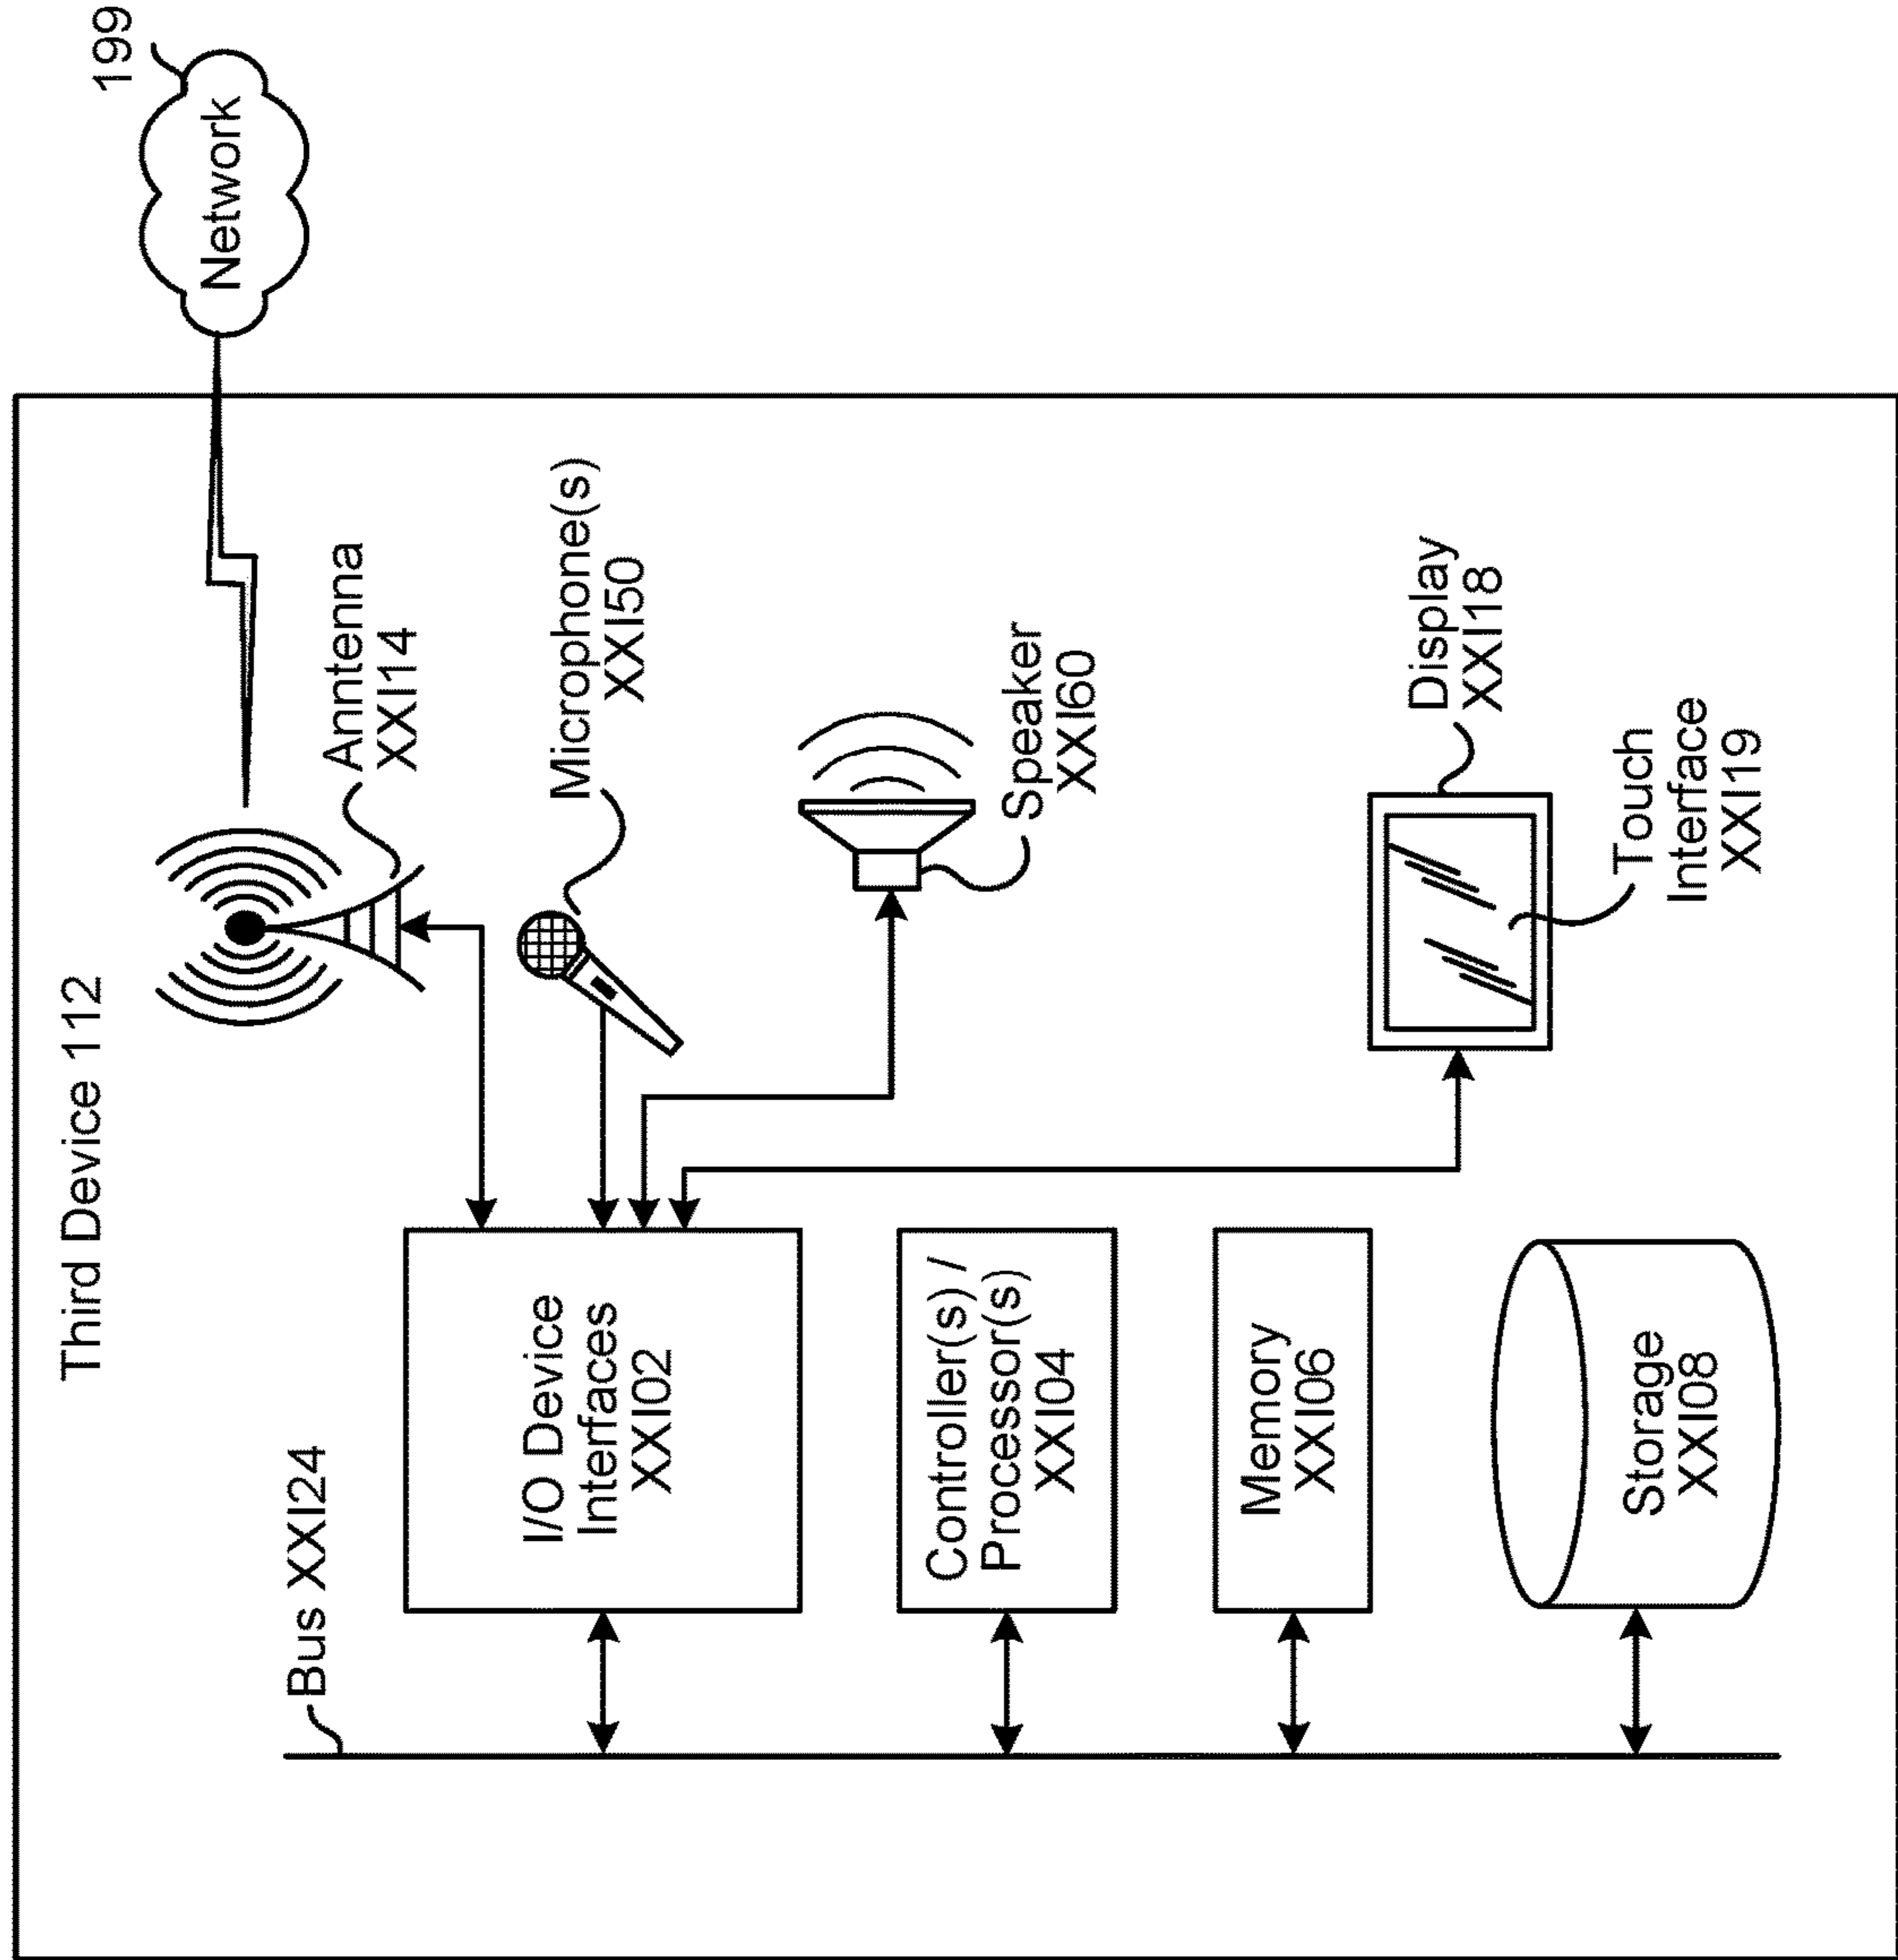 Third Device 112
199
Network
Bus XXI24
Anntenna
XXI14
I/O Device
Interfaces
XXI02
Microphone(s)
XXI50
Controller(s) /
Processor(s)
XXI04
Speaker
XXI60
Memory
XXI06
Display
XXI18
Storage
XXI08
Touch
Interface
XXI19